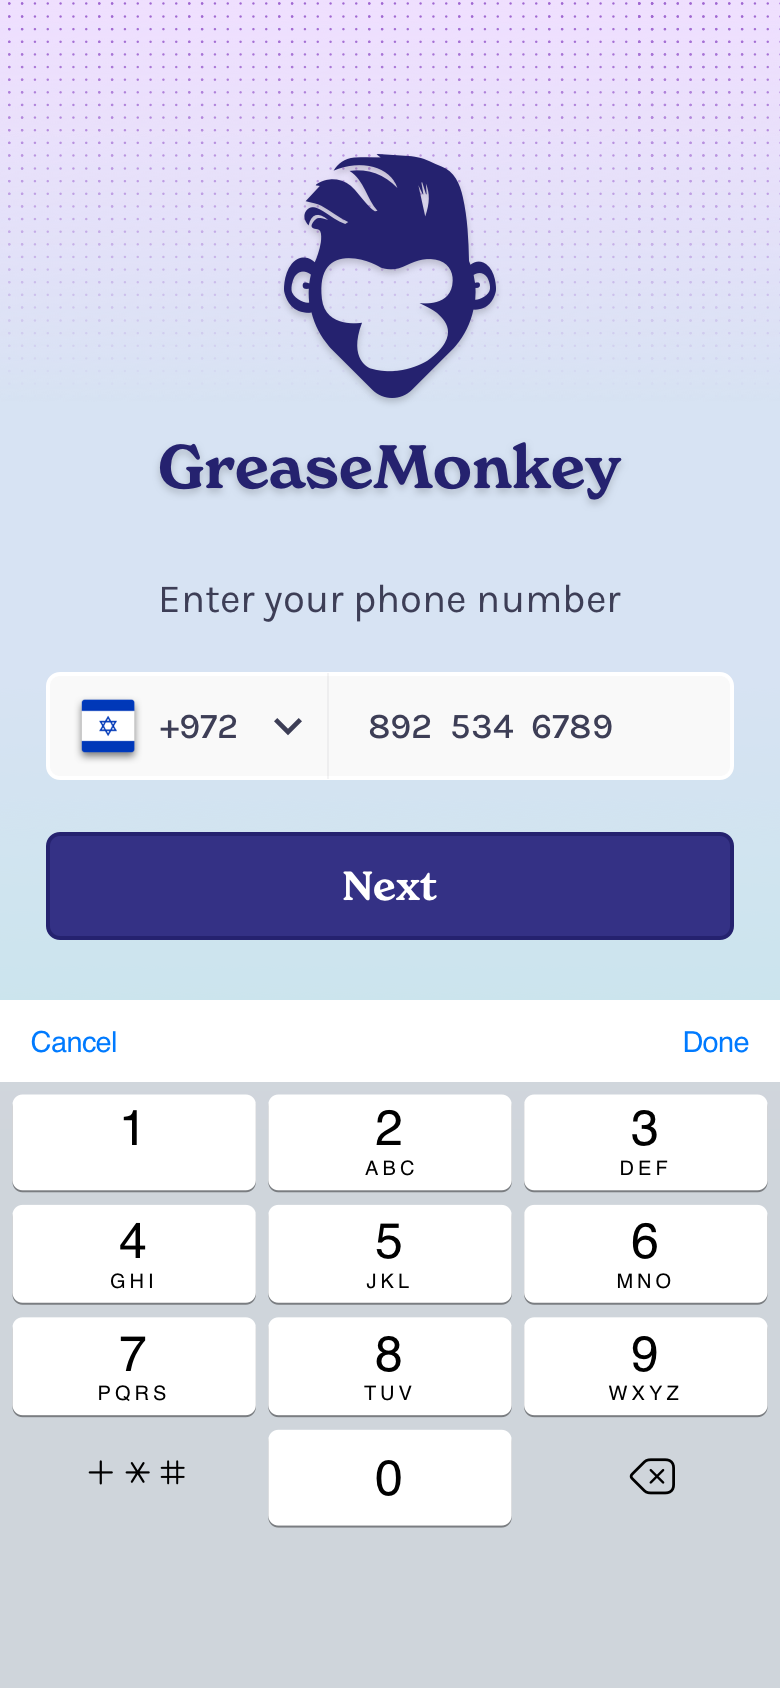 GreaseMonkey
Enter your phone number
+972 892 534 6789
Next
Cancel Done
1 2 3
ABC DEF
4 5 6
GHI JKL MNO
7 8 9
PQRS TUV WXYZ
+ * # 0